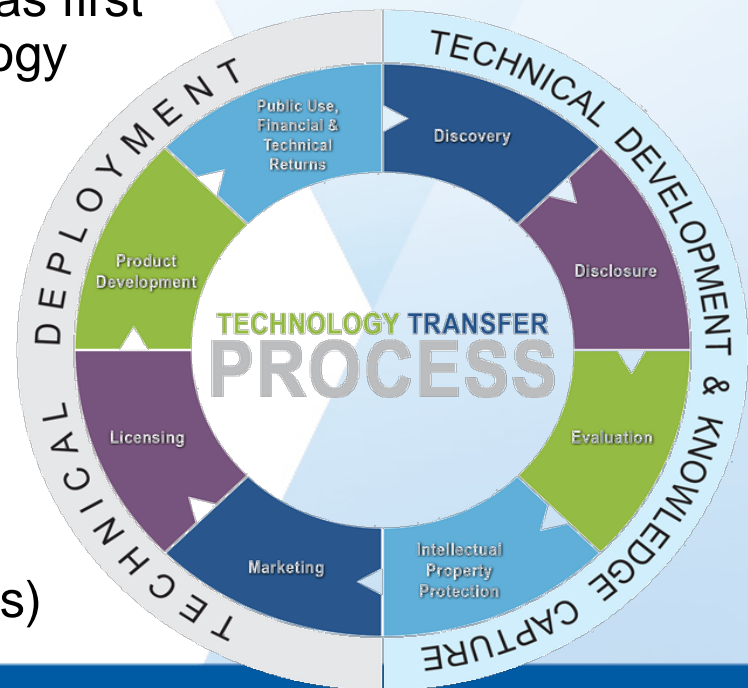 as first
ogy
s)
TECHNICAL DEVELOPMENT & KNOWLEDGE CAPTURE
TECHNICAL DEPLOYMENT
Discovery
Disclosure
Evaluation
Intellectual
Property
Protection
Marketing
Licensing
Product
Development
Public Use,
Financial &
Technical
Returns
TECHNOLOGY TRANSFER
PROCESS